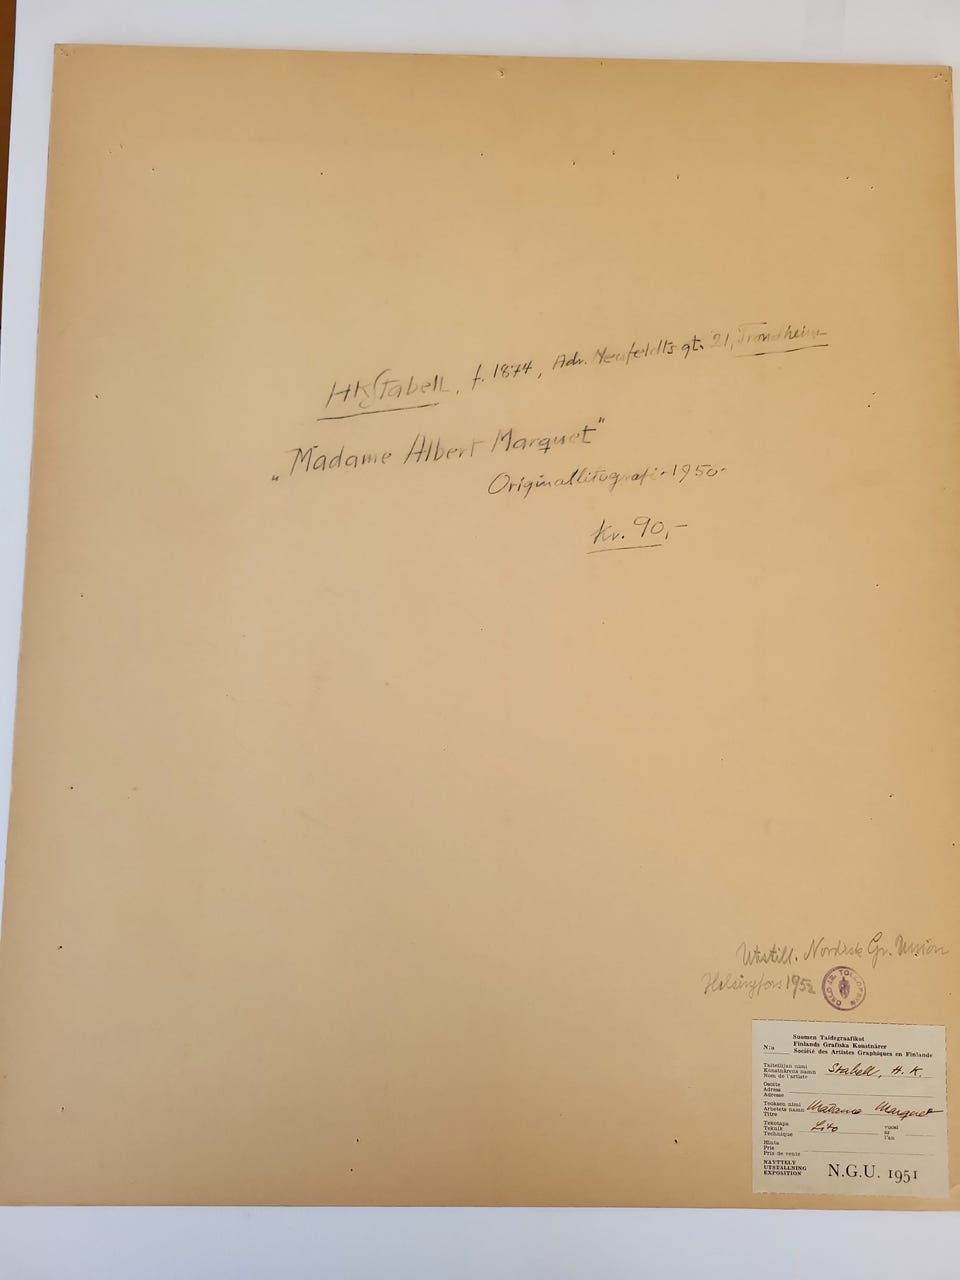 HKStabell, f. 1874, Adr. Neufeldts gt. 21, Trondheim
„Madame Albert Marquet"
Originallitografi - 1950 -
Kr. 90,-
Utstill. Nordisk Gr. Union
Helsingfors 1952
OSLO TOLLOPSYN
Suomen Taidegraafikot
Finlands Grafiska Konstnärer
N:o Société des Artistes Graphiques en Finlande
Taiteilijan nimi
Konstnärens namn Stabell, H. K.
Nom de l'artiste
Osoite
Adress
Adresse
Teoksen nimi
Arbetets namn Madame Marquet
Titre
Tekotapa
Teknik Lito
Technique
vuosi
år
l'an
Hinta
Pris
Prix de vente
NÄYTTELY
UTSTÄLLNING N.G.U. 1951
EXPOSITION